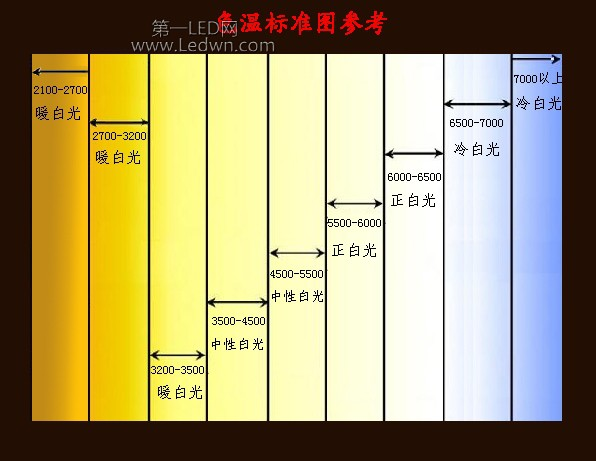 色温标准图参考
第一LED网
www.Ledwn.com
2100-2700
暖白光
2700-3200
暖白光
3200-3500
暖白光
3500-4500
中性白光
4500-5500
中性白光
5500-6000
正白光
6000-6500
正白光
6500-7000
冷白光
7000以上
冷白光